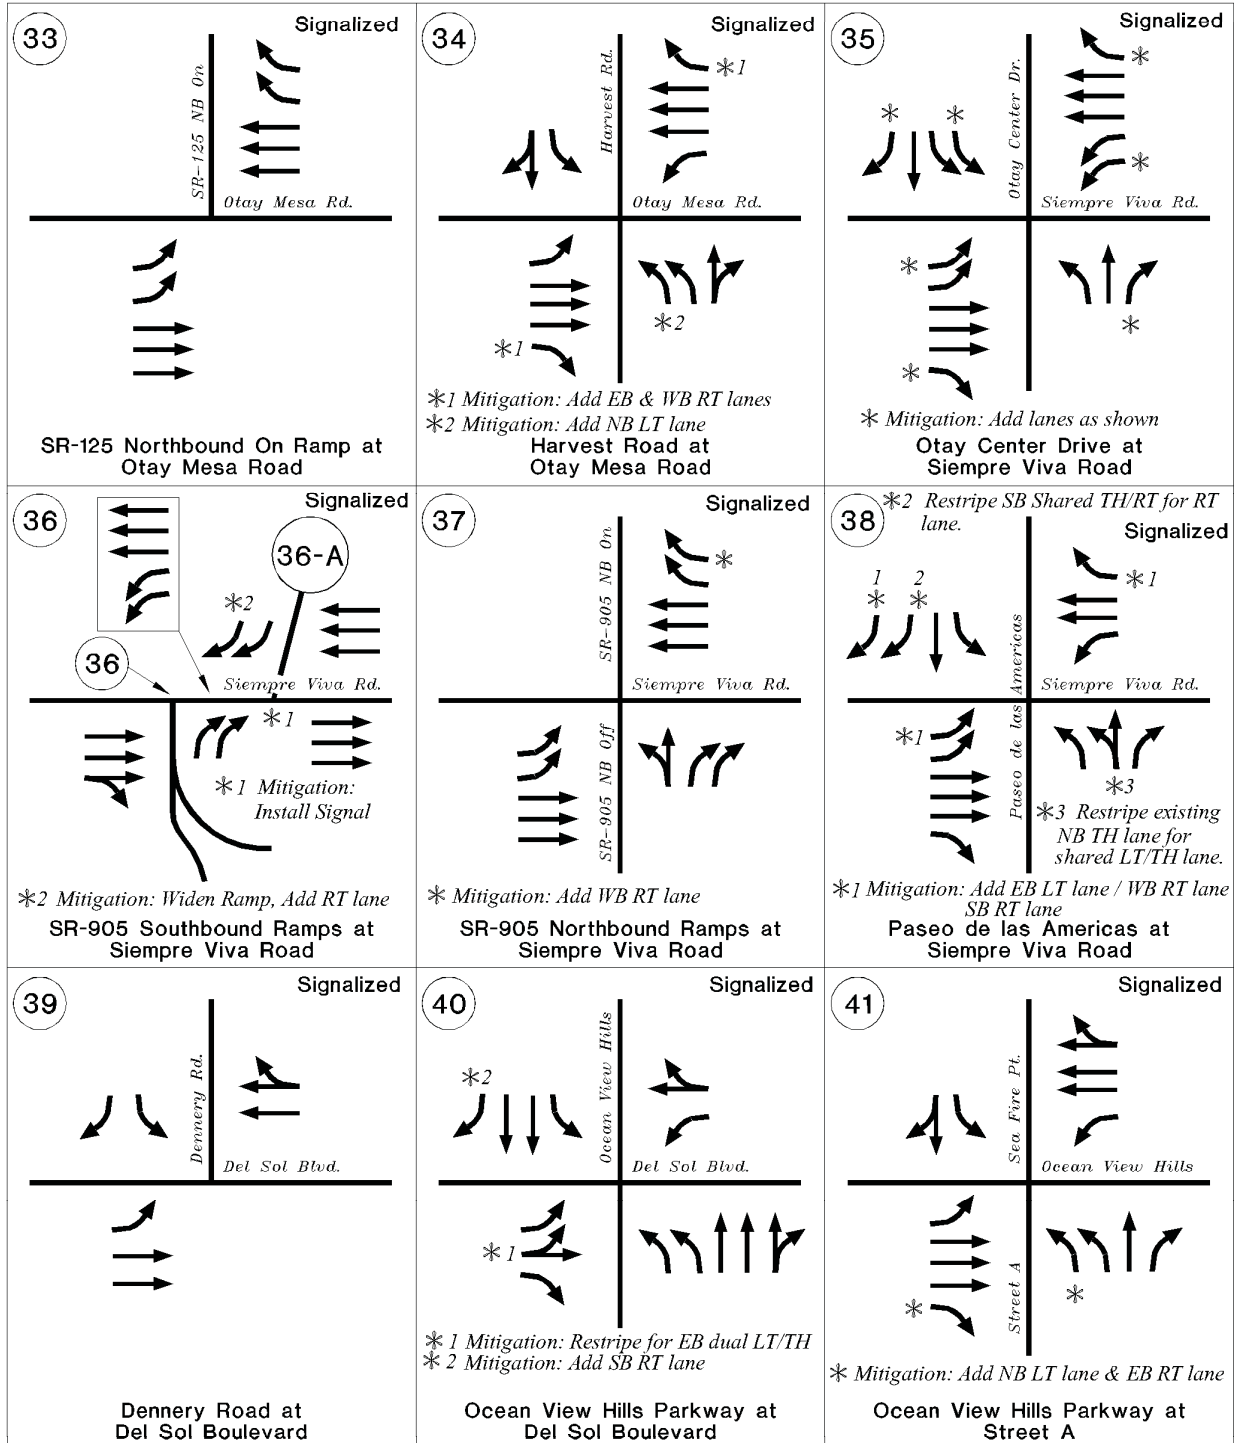 33
Signalized
SR-125 NB On
Otay Mesa Rd.
SR-125 Northbound On Ramp at
Otay Mesa Road
34
Signalized
Harvest Rd.
*1
Otay Mesa Rd.
*2
*1
*1 Mitigation: Add EB & WB RT lanes
*2 Mitigation: Add NB LT lane
Harvest Road at
Otay Mesa Road
35
Signalized
Otay Center Dr.
*
*
*
*
Siempre Viva Rd.
*
*
*
* Mitigation: Add lanes as shown
Otay Center Drive at
Siempre Viva Road
36
Signalized
36-A
*2
36
Siempre Viva Rd.
*1
*1 Mitigation:
Install Signal
*2 Mitigation: Widen Ramp, Add RT lane
SR-905 Southbound Ramps at
Siempre Viva Road
37
Signalized
SR-905 NB On
*
Siempre Viva Rd.
SR-905 NB Off
* Mitigation: Add WB RT lane
SR-905 Northbound Ramps at
Siempre Viva Road
*2 Restripe SB Shared TH/RT for RT
lane.
38
Signalized
1
*
2
*
*1
Paseo de las Americas
Siempre Viva Rd.
*1
*3
*3 Restripe existing
NB TH lane for
shared LT/TH lane.
*1 Mitigation: Add EB LT lane / WB RT lane
SB RT lane
Paseo de las Americas at
Siempre Viva Road
39
Signalized
Dennery Rd.
Del Sol Blvd.
Dennery Road at
Del Sol Boulevard
40
Signalized
Ocean View Hills
*2
Del Sol Blvd.
*1
*1 Mitigation: Restripe for EB dual LT/TH
*2 Mitigation: Add SB RT lane
Ocean View Hills Parkway at
Del Sol Boulevard
41
Signalized
Sea Fire Pt.
Ocean View Hills
Street A
*
*
* Mitigation: Add NB LT lane & EB RT lane
Ocean View Hills Parkway at
Street A